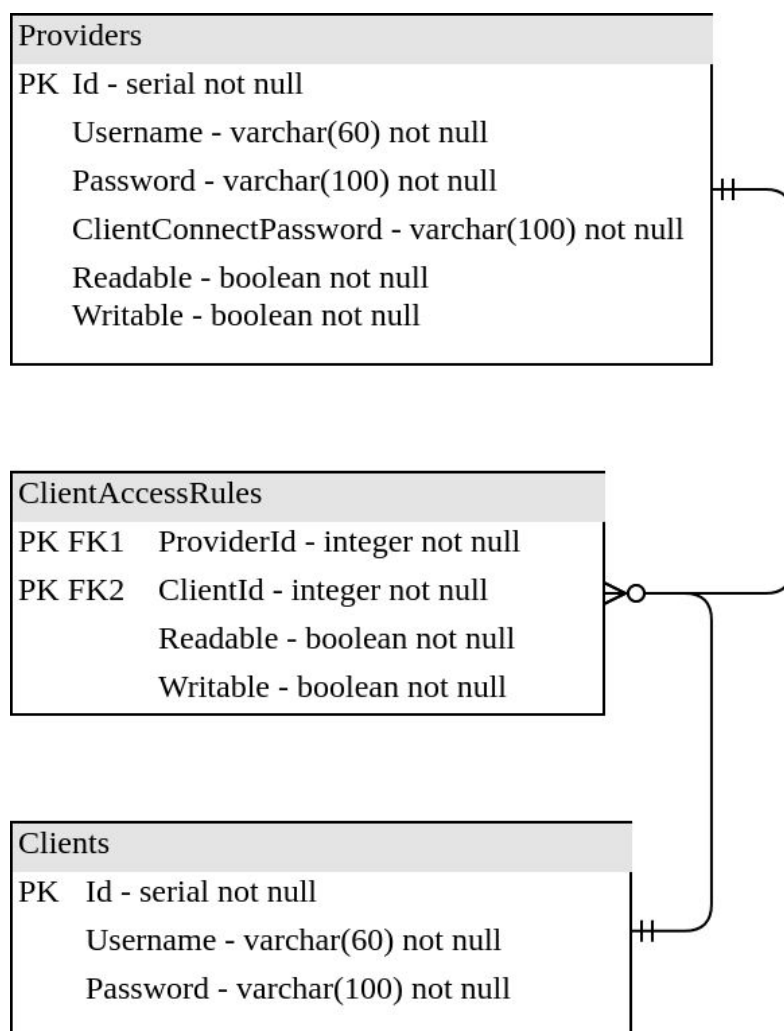 Providers
PK Id - serial not null
Username - varchar(60) not null
Password - varchar(100) not null
ClientConnectPassword - varchar(100) not null
Readable - boolean not null
Writable - boolean not null
ClientAccessRules
PK FK1 ProviderId - integer not null
PK FK2 ClientId - integer not null
Readable - boolean not null
Writable - boolean not null
Clients
PK Id - serial not null
Username - varchar(60) not null
Password - varchar(100) not null